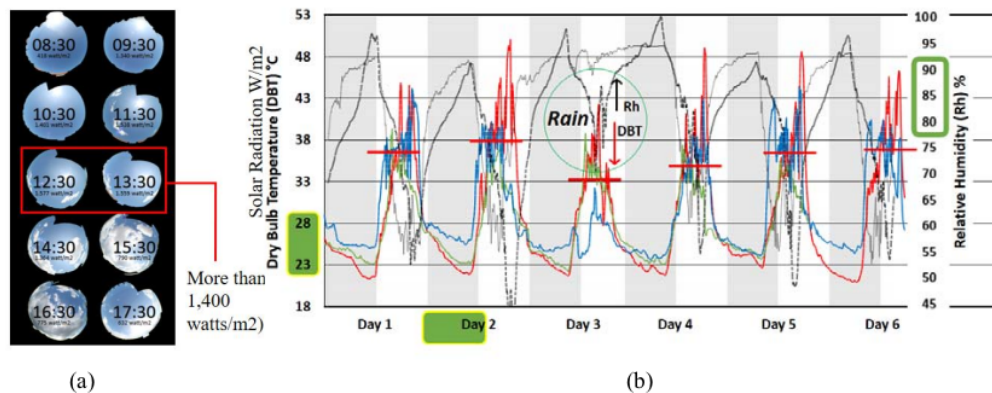 08:30
09:30
10:30
11:30
12:30
13:30
14:30
15:30
16:30
17:30
More than
1,400
watts/m2)
(a)
Solar Radiation W/m2
Dry Bulb Temperature (DBT) °C
53
48
43
38
33
28
23
18
Rain
Rh
DBT
Day 1
Day 2
Day 3
Day 4
Day 5
Day 6
100
95
90
85
80
75
70
65
60
55
50
45
Relative Humidity (Rh) %
(b)